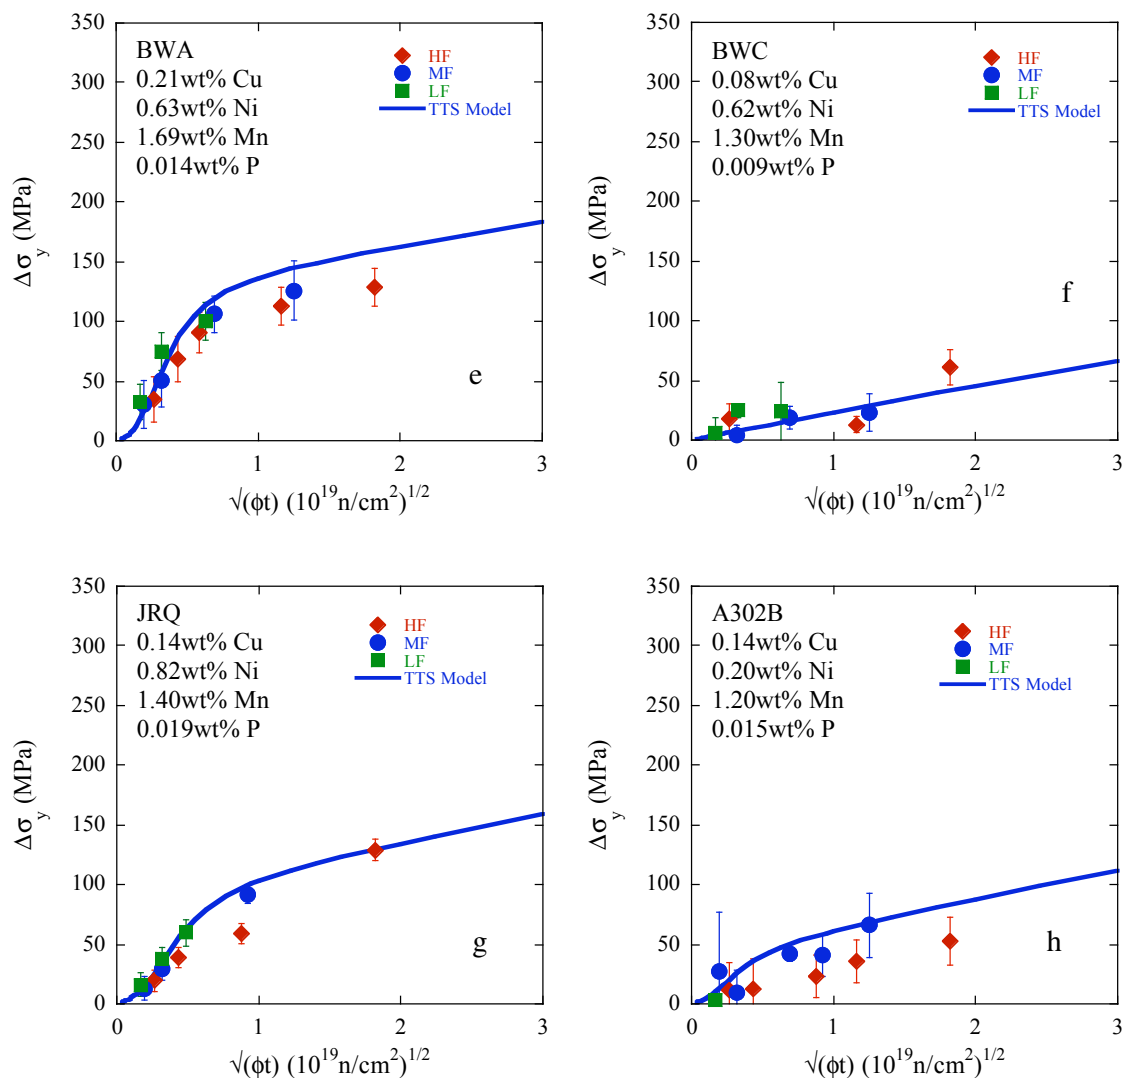 BWA
0.21wt% Cu
0.63wt% Ni
1.69wt% Mn
0.014wt% P
HF
MF
LF
TTS Model
350
300
250
200
150
100
50
0
Δσy (MPa)
e
0 1 2 3
√(ϕt) (10^19n/cm^2)^1/2
BWC
0.08wt% Cu
0.62wt% Ni
1.30wt% Mn
0.009wt% P
HF
MF
LF
TTS Model
350
300
250
200
150
100
50
0
Δσy (MPa)
f
0 1 2 3
√(ϕt) (10^19n/cm^2)^1/2
JRQ
0.14wt% Cu
0.82wt% Ni
1.40wt% Mn
0.019wt% P
HF
MF
LF
TTS Model
350
300
250
200
150
100
50
0
Δσy (MPa)
g
0 1 2 3
√(ϕt) (10^19n/cm^2)^1/2
A302B
0.14wt% Cu
0.20wt% Ni
1.20wt% Mn
0.015wt% P
HF
MF
LF
TTS Model
350
300
250
200
150
100
50
0
Δσy (MPa)
h
0 1 2 3
√(ϕt) (10^19n/cm^2)^1/2